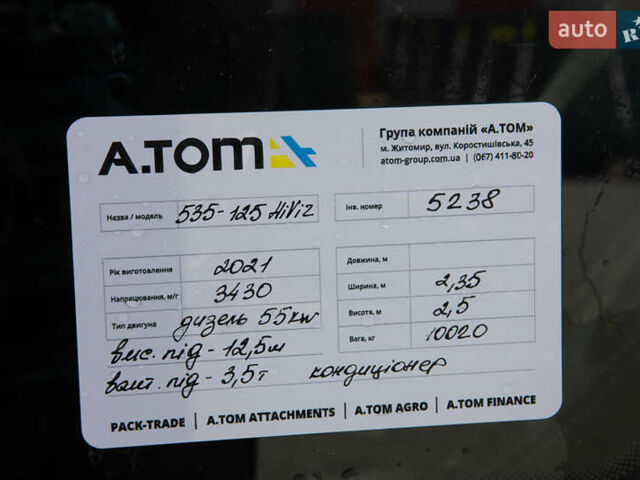 auto
RI
A.TOM
Група компаній «А.ТОМ»
м. Житомир, вул. Коростишівська, 45
atom-group.com.ua | (067) 411-80-20
Назва / модель 535-125 HiViz
Інв. номер 5238
Рік виготовлення 2021
Напрацювання, м/г 3430
Тип двигуна дизель 55kw
Довжина, м
Ширина, м 2,35
Висота, м 2,5
Вага, кг 10020
вис. під - 12,5м
вант. під - 3,5т кондиціонер
PACK-TRADE | A.TOM ATTACHMENTS | A.TOM AGRO | A.TOM FINANCE